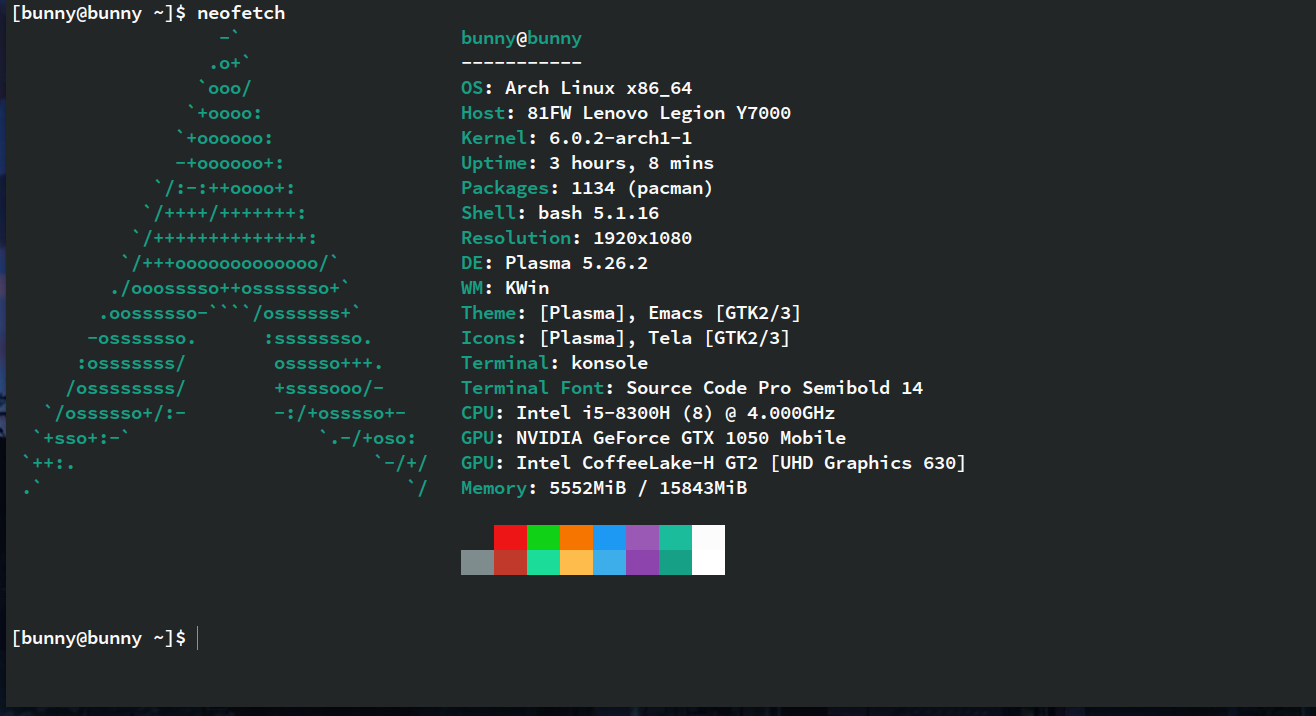 [bunny@bunny ~]$ neofetch
                  -`                     bunny@bunny
                 .o+`                    -----------
                `ooo/                    OS: Arch Linux x86_64
               `+oooo:                   Host: 81FW Lenovo Legion Y7000
              `+oooooo:                  Kernel: 6.0.2-arch1-1
              -+oooooo+:                 Uptime: 3 hours, 8 mins
            `/:-:++oooo+:                Packages: 1134 (pacman)
           `/++++/+++++++:               Shell: bash 5.1.16
          `/++++++++++++++:              Resolution: 1920x1080
         `/+++ooooooooooooo/`            DE: Plasma 5.26.2
        ./ooosssso++osssssso+`           WM: KWin
       .oossssso-````/ossssss+`          Theme: [Plasma], Emacs [GTK2/3]
      -osssssso.      :ssssssso.         Icons: [Plasma], Tela [GTK2/3]
     :osssssss/        osssso+++.        Terminal: konsole
    /ossssssss/        +ssssooo/-        Terminal Font: Source Code Pro Semibold 14
  `/ossssso+/:-        -:/+osssso+-      CPU: Intel i5-8300H (8) @ 4.000GHz
 `+sso+:-`                 `.-/+oso:     GPU: NVIDIA GeForce GTX 1050 Mobile
`++:.                           `-/+/    GPU: Intel CoffeeLake-H GT2 [UHD Graphics 630]
.`                                 `/    Memory: 5552MiB / 15843MiB
[bunny@bunny ~]$